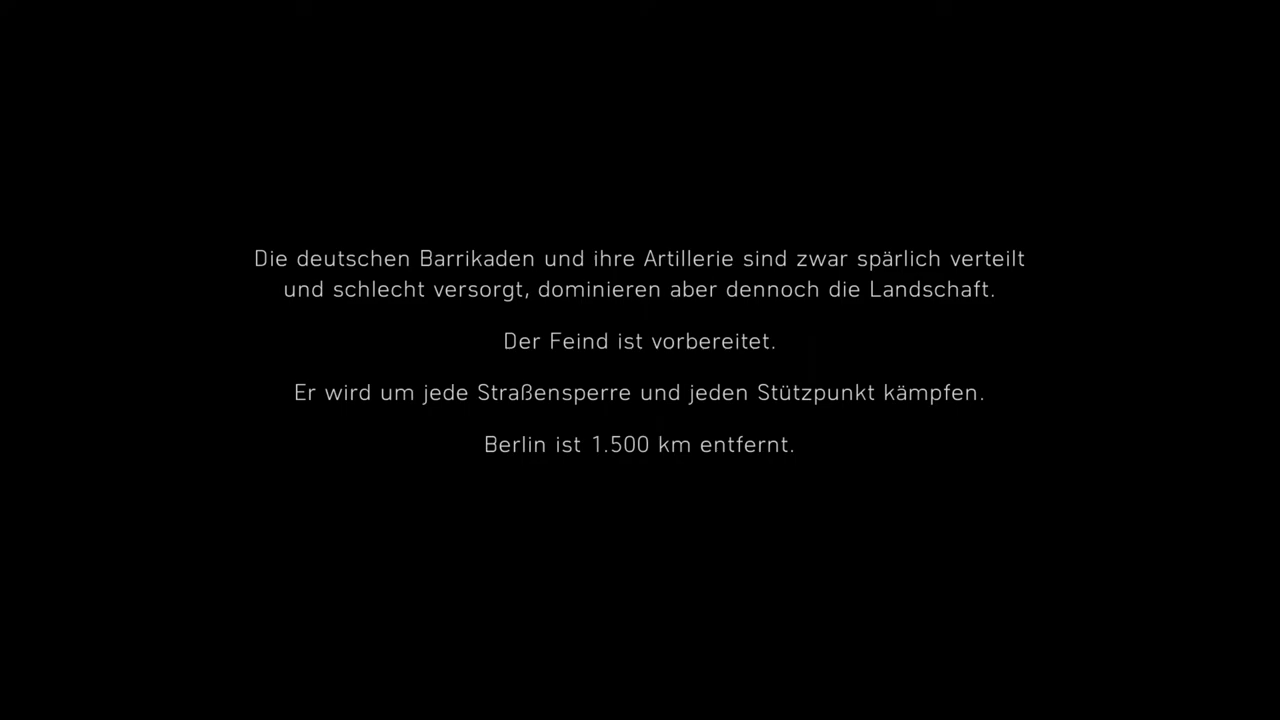 Die deutschen Barrikaden und ihre Artillerie sind zwar spärlich verteilt
und schlecht versorgt, dominieren aber dennoch die Landschaft.
Der Feind ist vorbereitet.
Er wird um jede Straßensperre und jeden Stützpunkt kämpfen.
Berlin ist 1.500 km entfernt.